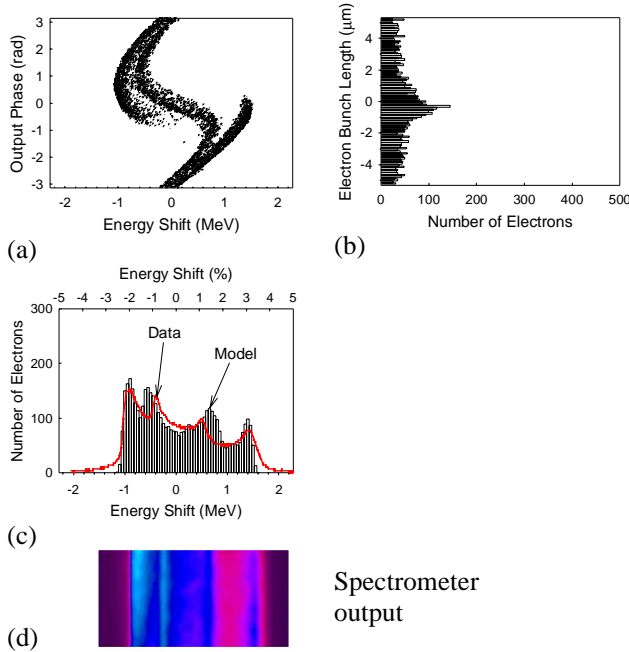 3
2
1
0
-1
-2
-3
Output Phase (rad)
-2 -1 0 1 2
Energy Shift (MeV)
(a)
4
2
0
-2
-4
Electron Bunch Length (μm)
0 100 200 300 400 500
Number of Electrons
(b)
Energy Shift (%)
-5 -4 -3 -2 -1 0 1 2 3 4 5
300
200
100
0
Number of Electrons
Data
Model
-2 -1 0 1 2
Energy Shift (MeV)
(c)
(d)
Spectrometer
output